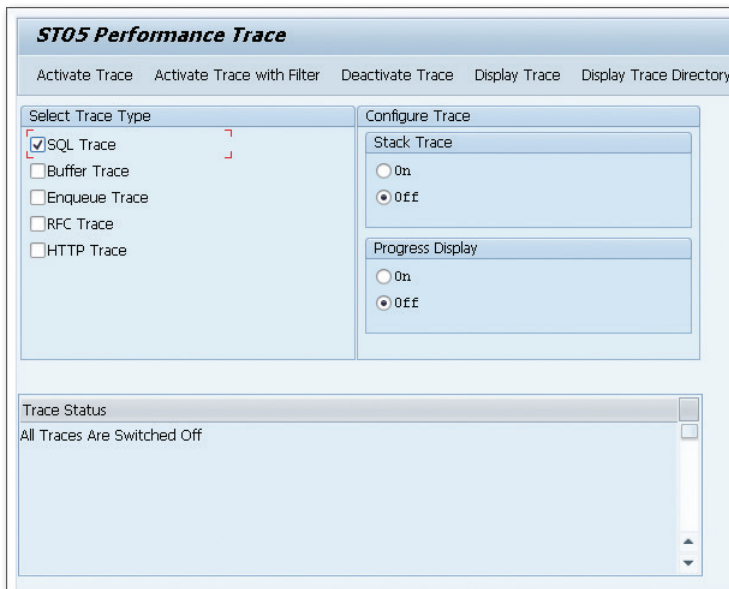 ST05 Performance Trace
Activate Trace Activate Trace with Filter Deactivate Trace Display Trace Display Trace Directory
Select Trace Type
SQL Trace
Buffer Trace
Enqueue Trace
RFC Trace
HTTP Trace
Configure Trace
Stack Trace
On
Off
Progress Display
On
Off
Trace Status
All Traces Are Switched Off